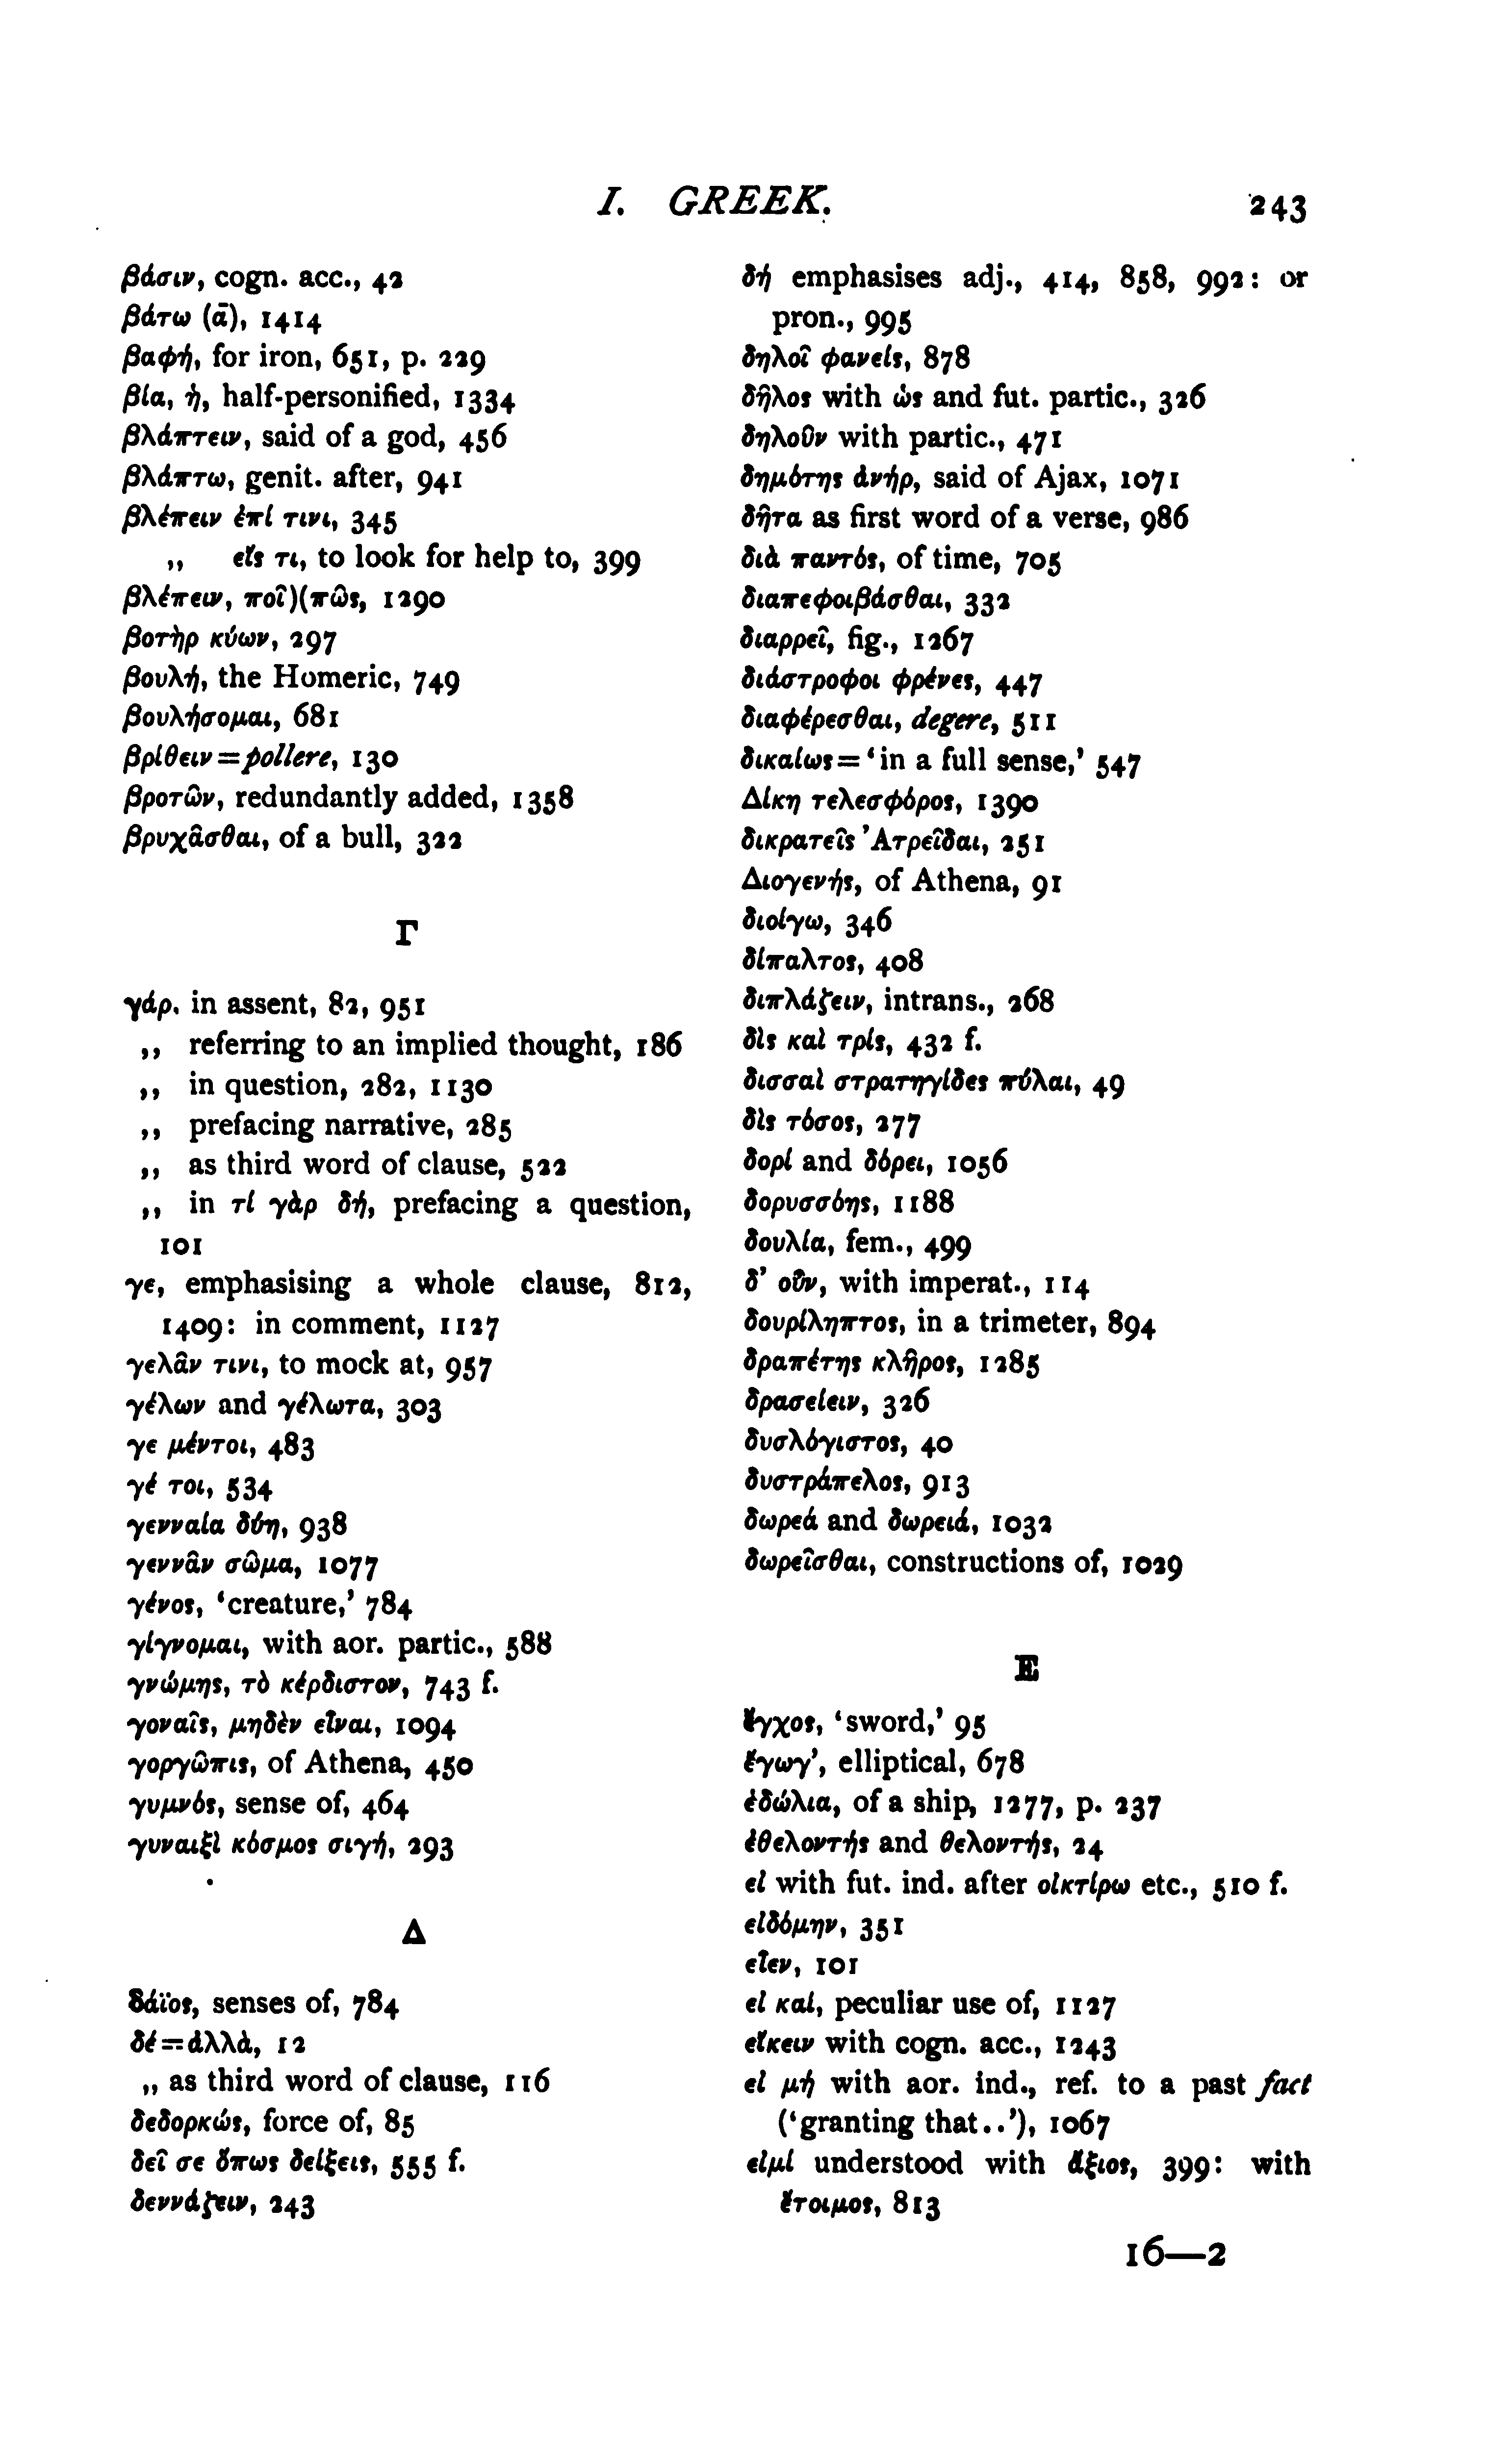 I. GREEK. 243
βάσιν, cogn. acc., 42
βάτω (ᾱ), 1414
βαφή, for iron, 651, p. 229
βία, ἡ, half-personified, 1334
βλάπτειν, said of a god, 456
βλάπτω, genit. after, 941
βλέπειν ἐπί τινι, 345
,, εἴς τι, to look for help to, 399
βλέπειν, ποῖ)(πῶς, 1290
βοτὴρ κύων, 297
βουλή, the Homeric, 749
βουλήσομαι, 681
βρίθειν=pollere, 130
βροτῶν, redundantly added, 1358
βρυχᾶσθαι, of a bull, 322
Γ
γάρ. in assent, 82, 951
,, referring to an implied thought, 186
,, in question, 282, 1130
,, prefacing narrative, 285
,, as third word of clause, 522
,, in τί γὰρ δή, prefacing a question,
101
γε, emphasising a whole clause, 812,
1409: in comment, 1127
γελᾶν τινι, to mock at, 957
γέλων and γέλωτα, 303
γε μέντοι, 483
γέ τοι, 534
γενναία δύη, 938
γεννᾶν σῶμα, 1077
γένος, ‘creature,’ 784
γίγνομαι, with aor. partic., 588
γνώμης, τὸ κέρδιστον, 743 f.
γοναῖς, μηδὲν εἶναι, 1094
γοργῶπις, of Athena, 450
γυμνός, sense of, 464
γυναιξὶ κόσμος σιγή, 293
Δ
δάϊος, senses of, 784
δέ=ἀλλὰ, 12
,, as third word of clause, 116
δεδορκώς, force of, 85
δεῖ σε ὅπως δείξεις, 555 f.
δεννάζειν, 243
δή emphasises adj., 414, 858, 992: or
pron., 995
δηλοῖ φανείς, 878
δῆλος with ὡς and fut. partic., 326
δηλοῦν with partic., 471
δημότης ἀνήρ, said of Ajax, 1071
δῆτα as first word of a verse, 986
διὰ παντός, of time, 705
διαπεφοιβάσθαι, 332
διαρρεῖ, fig., 1267
διάστροφοι φρένες, 447
διαφέρεσθαι, degere, 511
δικαίως=‘in a full sense,’ 547
Δίκη τελεσφόρος, 1390
δικρατεῖς Ἀτρεῖδαι, 251
Διογενής, of Athena, 91
διοίγω, 346
δίπαλτος, 408
διπλάζειν, intrans., 268
δὶς καὶ τρίς, 432 f.
δισσαὶ στρατηγίδες πύλαι, 49
δὶς τόσος, 277
δορί and δόρει, 1056
δορυσσόης, 1188
δουλία, fem., 499
δ’ οὖν, with imperat., 114
δουρίληπτος, in a trimeter, 894
δραπέτης κλῆρος, 1285
δρασείειν, 326
δυσλόγιστος, 40
δυστράπελος, 913
δωρεά and δωρειά, 1032
δωρεῖσθαι, constructions of, 1029
E
ἔγχος, ‘sword,’ 95
ἔγωγ’, elliptical, 678
ἑδώλια, of a ship, 1277, p. 237
ἐθελοντής and θελοντής, 24
εἰ with fut. ind. after οἰκτίρω etc., 510 f.
εἰδόμην, 351
εἶεν, 101
εἰ καί, peculiar use of, 1127
εἴκειν with cogn. acc., 1243
εἰ μή with aor. ind., ref. to a past fact
(‘granting that..’), 1067
εἰμί understood with ἄξιος, 399: with
ἕτοιμος, 813
16—2